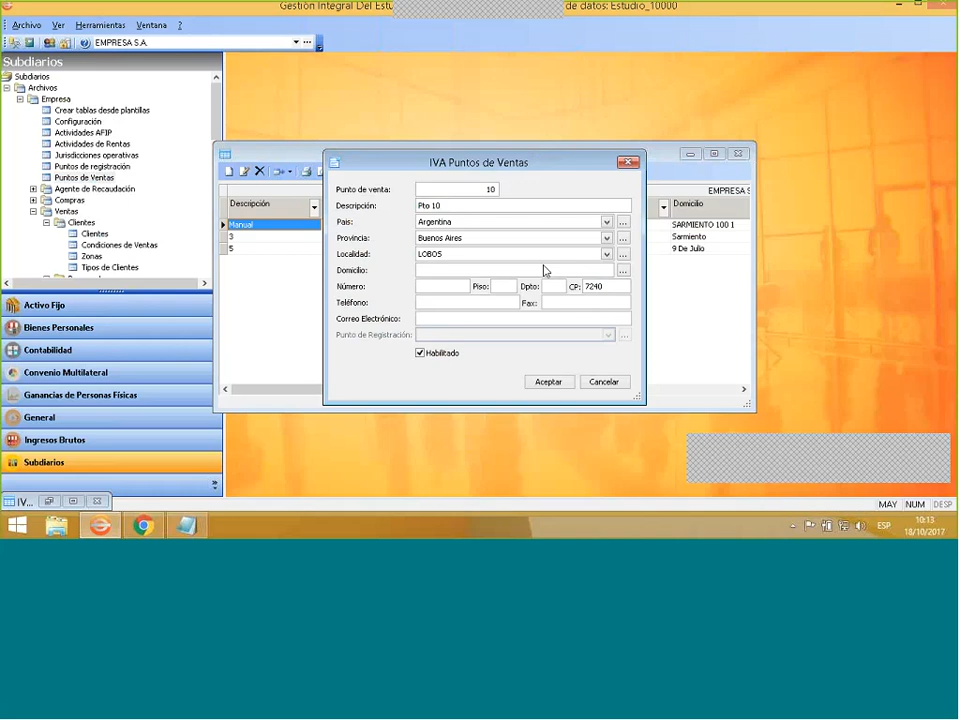 Gestión Integral Del Estu
de datos: Estudio_10000
Archivo Ver Herramientas Ventana ?
EMPRESA S.A.
Subdiarios
Subdiarios
Archivos
Empresa
Crear tablas desde plantillas
Configuración
Actividades AFIP
Actividades de Rentas
Jurisdicciones operativas
Puntos de registración
Puntos de Ventas
Agente de Recaudación
Compras
Ventas
Clientes
Clientes
Condiciones de Ventas
Zonas
Tipos de Clientes
Activo Fijo
Bienes Personales
Contabilidad
Convenio Multilateral
Ganancias de Personas Físicas
General
Ingresos Brutos
Subdiarios
IV...
EMPRESA S
Descripción
Domicilio
Manual
SARMIENTO 100 1
3
Sarmiento
5
9 De Julio
IVA Puntos de Ventas
Punto de venta: 10
Descripción: Pto 10
Pais: Argentina
Provincia: Buenos Aires
Localidad: LOBOS
Domicilio:
Número: Piso: Dpto: CP: 7240
Teléfono: Fax:
Correo Electrónico:
Punto de Registración:
Habilitado
Aceptar Cancelar
MAY NUM DESP
ESP
10:13
18/10/2017